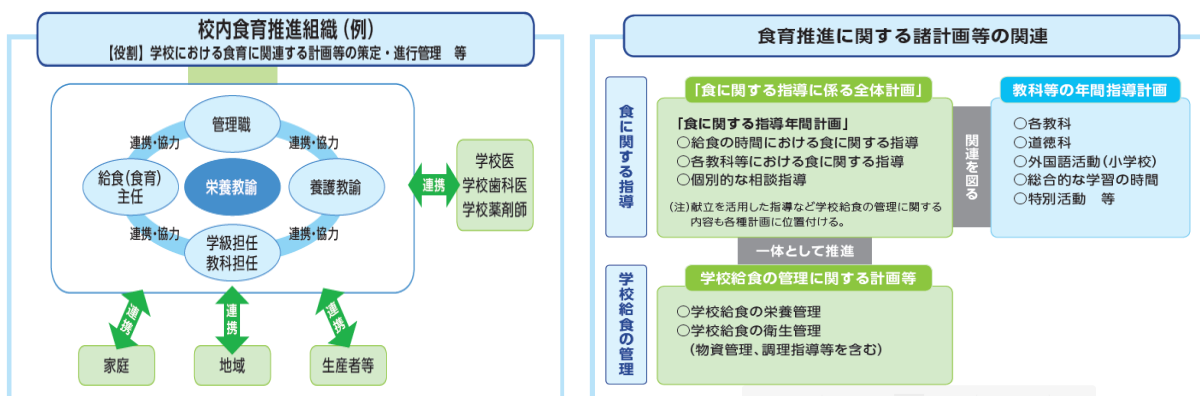 校内食育推進組織（例）
【役割】学校における食育に関連する計画等の策定・進行管理　等
管理職
連携・協力
連携・協力
給食（食育）
主任
栄養教諭
養護教諭
連携・協力
連携・協力
学級担任
教科担任
連携
学校医
学校歯科医
学校薬剤師
連携
連携
連携
家庭
地域
生産者等
食育推進に関する諸計画等の関連
食に関する指導
「食に関する指導に係る全体計画」
「食に関する指導年間計画」
○給食の時間における食に関する指導
○各教科等における食に関する指導
○個別的な相談指導
（注）献立を活用した指導など学校給食の管理に関する
内容も各種計画に位置付ける。
関連を図る
教科等の年間指導計画
○各教科
○道徳科
○外国語活動（小学校）
○総合的な学習の時間
○特別活動　等
一体として推進
学校給食の管理
学校給食の管理に関する計画等
○学校給食の栄養管理
○学校給食の衛生管理
（物資管理、調理指導等を含む）